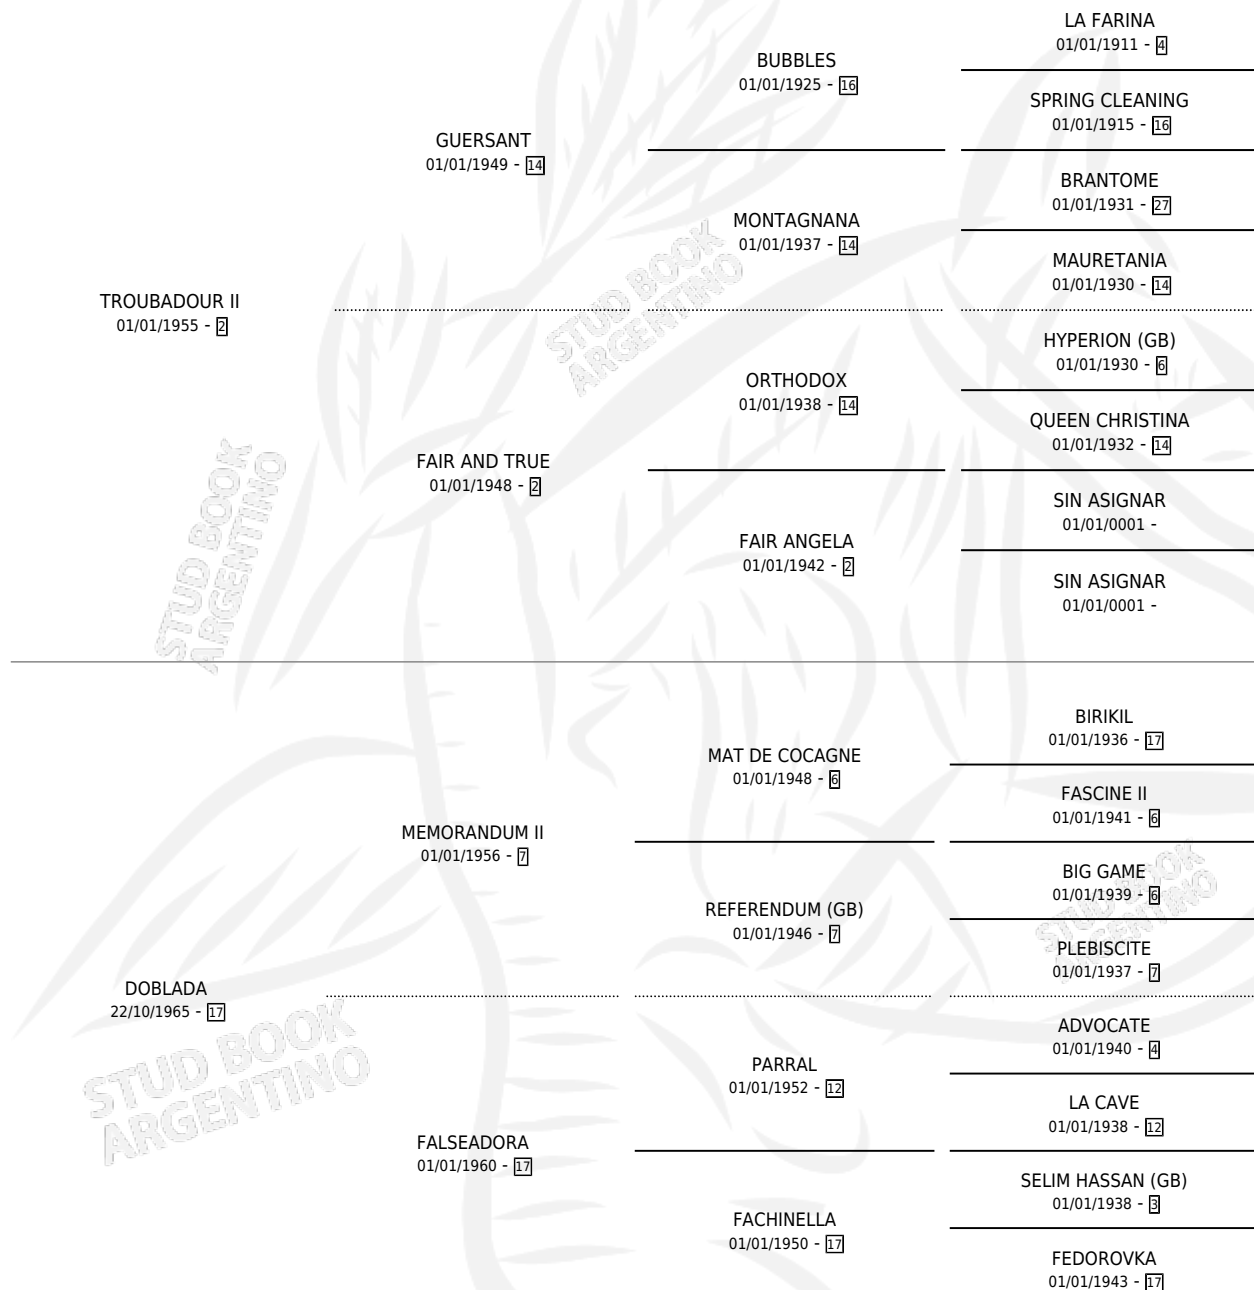 LA FARINA
01/01/1911 - 4
BUBBLES
01/01/1925 - 16
SPRING CLEANING
01/01/1915 - 16
GUERSANT
01/01/1949 - 14
BRANTOME
01/01/1931 - 27
MONTAGNANA
01/01/1937 - 14
MAURETANIA
01/01/1930 - 14
TROUBADOUR II
01/01/1955 - 2
HYPERION (GB)
01/01/1930 - 6
ORTHODOX
01/01/1938 - 14
QUEEN CHRISTINA
01/01/1932 - 14
FAIR AND TRUE
01/01/1948 - 2
SIN ASIGNAR
01/01/0001 -
FAIR ANGELA
01/01/1942 - 2
SIN ASIGNAR
01/01/0001 -
STUD BOOK
ARGENTINO
STUD BOOK
ARGENTINO
BIRIKIL
01/01/1936 - 17
MAT DE COCAGNE
01/01/1948 - 6
FASCINE II
01/01/1941 - 6
MEMORANDUM II
01/01/1956 - 7
BIG GAME
01/01/1939 - 6
REFERENDUM (GB)
01/01/1946 - 7
PLEBISCITE
01/01/1937 - 7
STUD BOOK
ARGENTINO
DOBLADA
22/10/1965 - 17
ADVOCATE
01/01/1940 - 4
PARRAL
01/01/1952 - 12
LA CAVE
01/01/1938 - 12
FALSEADORA
01/01/1960 - 17
SELIM HASSAN (GB)
01/01/1938 - 3
FACHINELLA
01/01/1950 - 17
FEDOROVKA
01/01/1943 - 17
STUD BOOK
ARGENTINO